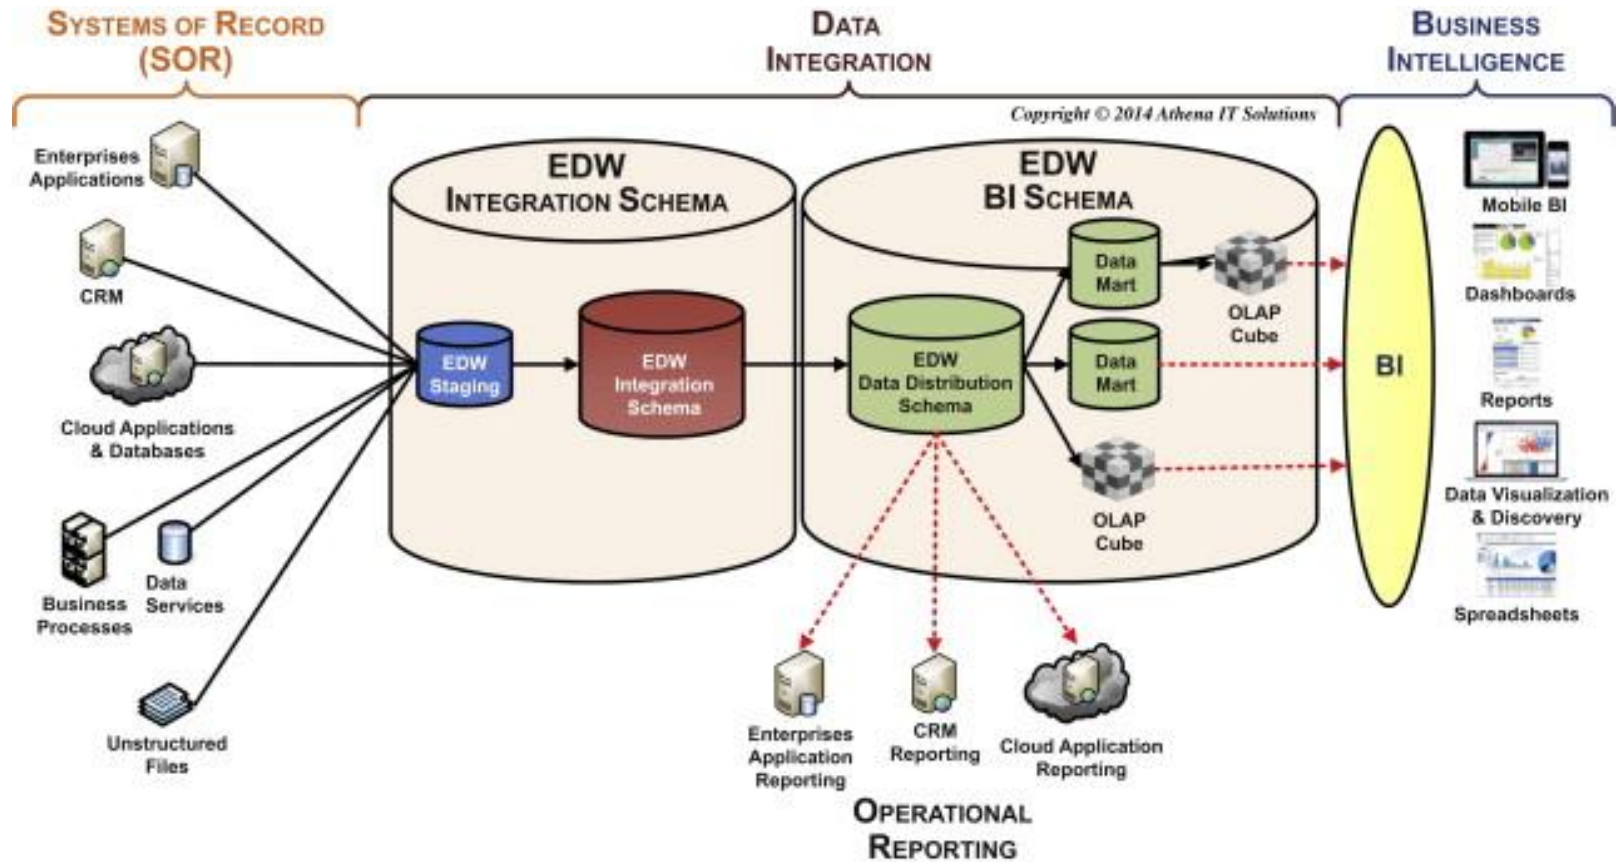 SYSTEMS OF RECORD
(SOR)
DATA
INTEGRATION
BUSINESS
INTELLIGENCE
Copyright © 2014 Athena IT Solutions
Enterprises
Applications
CRM
Cloud Applications
& Databases
Business
Processes
Data
Services
Unstructured
Files
EDW
INTEGRATION SCHEMA
EDW
Staging
EDW
Integration
Schema
EDW
BI SCHEMA
EDW
Data Distribution
Schema
Data
Mart
OLAP
Cube
Data
Mart
OLAP
Cube
BI
Mobile BI
Dashboards
Reports
Data Visualization
& Discovery
Spreadsheets
Enterprises
Application
Reporting
CRM
Reporting
Cloud Application
Reporting
OPERATIONAL
REPORTING